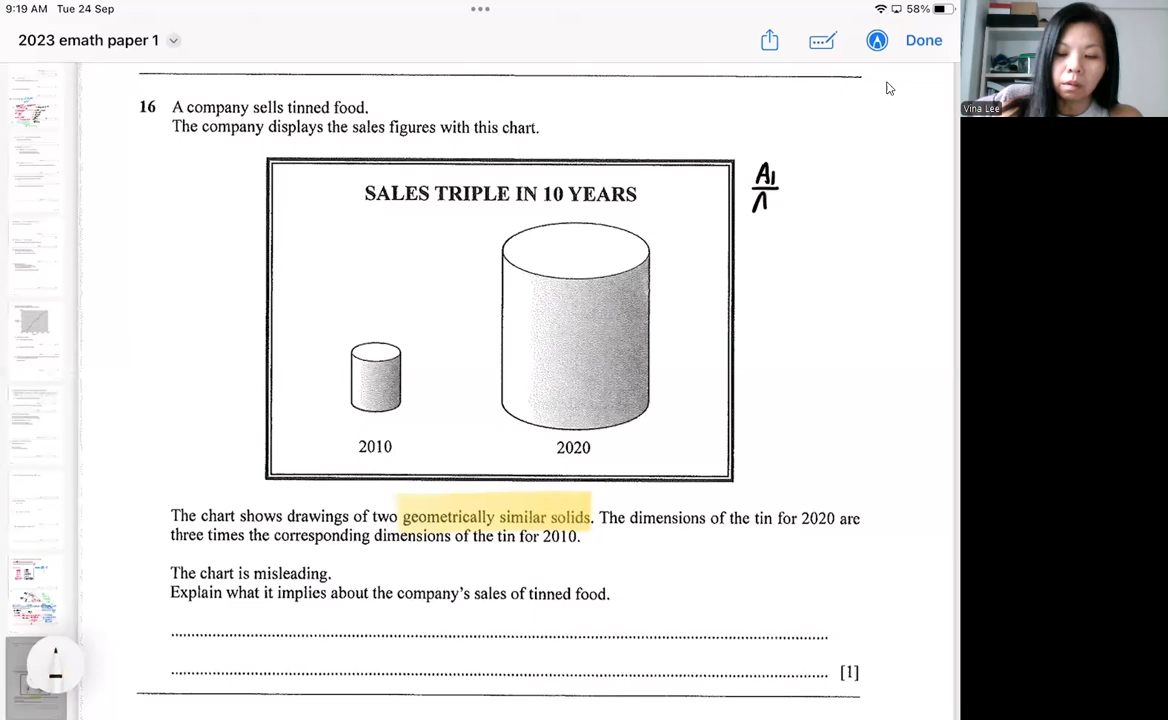 9:19 AM Tue 24 Sep
58%
2023 emath paper 1
Done
Vina Lee
16 A company sells tinned food.
The company displays the sales figures with this chart.
SALES TRIPLE IN 10 YEARS
A1
2010
2020
The chart shows drawings of two geometrically similar solids. The dimensions of the tin for 2020 are
three times the corresponding dimensions of the tin for 2010.
The chart is misleading.
Explain what it implies about the company's sales of tinned food.
[1]